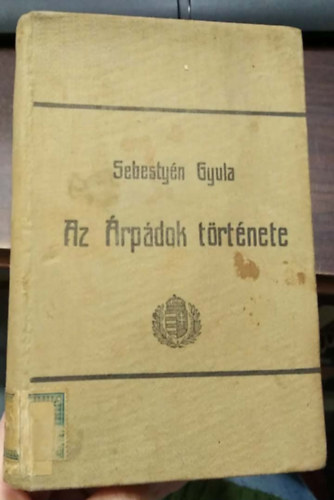 Sebestyén Gyula
Az Árpádok története